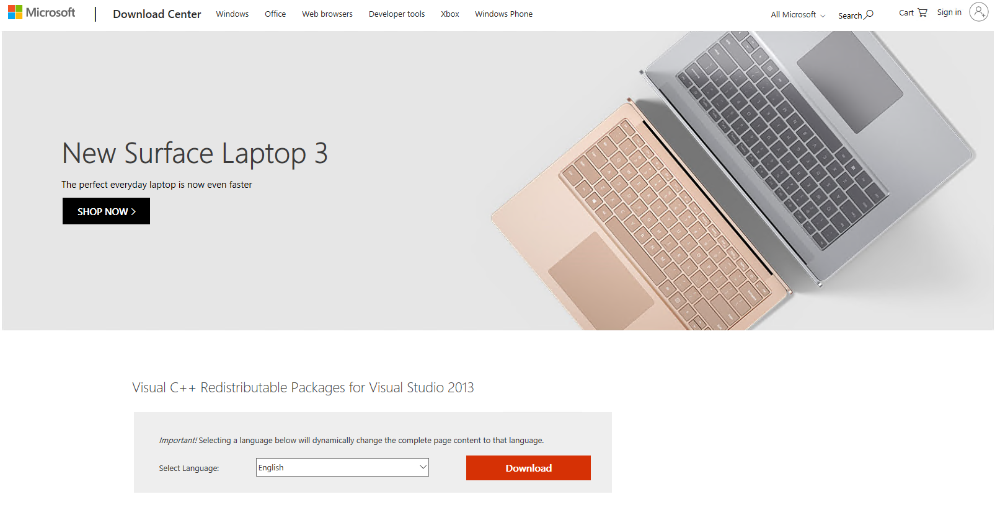 Microsoft
Download Center
Windows
Office
Web browsers
Developer tools
Xbox
Windows Phone
All Microsoft
Search
Cart
Sign in
New Surface Laptop 3
The perfect everyday laptop is now even faster
SHOP NOW >
Visual C++ Redistributable Packages for Visual Studio 2013
Important! Selecting a language below will dynamically change the complete page content to that language.
Select Language:
English
Download